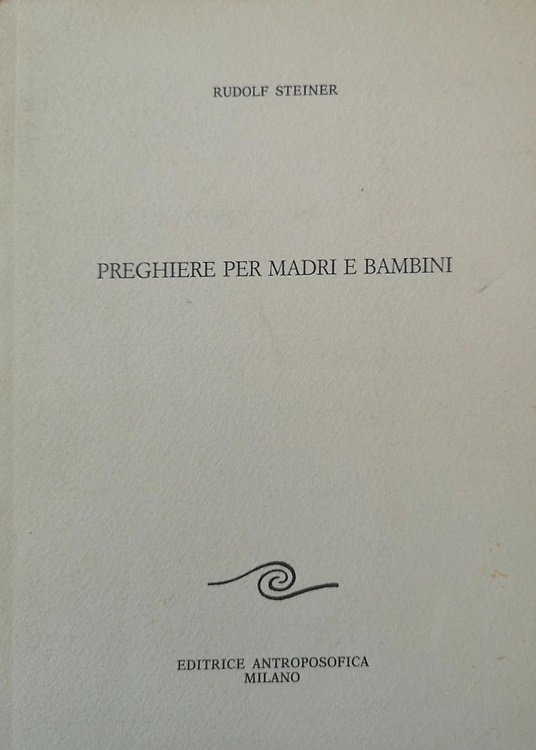 RUDOLF STEINER
PREGHIERE PER MADRI E BAMBINI
EDITRICE ANTROPOSOFICA
MILANO